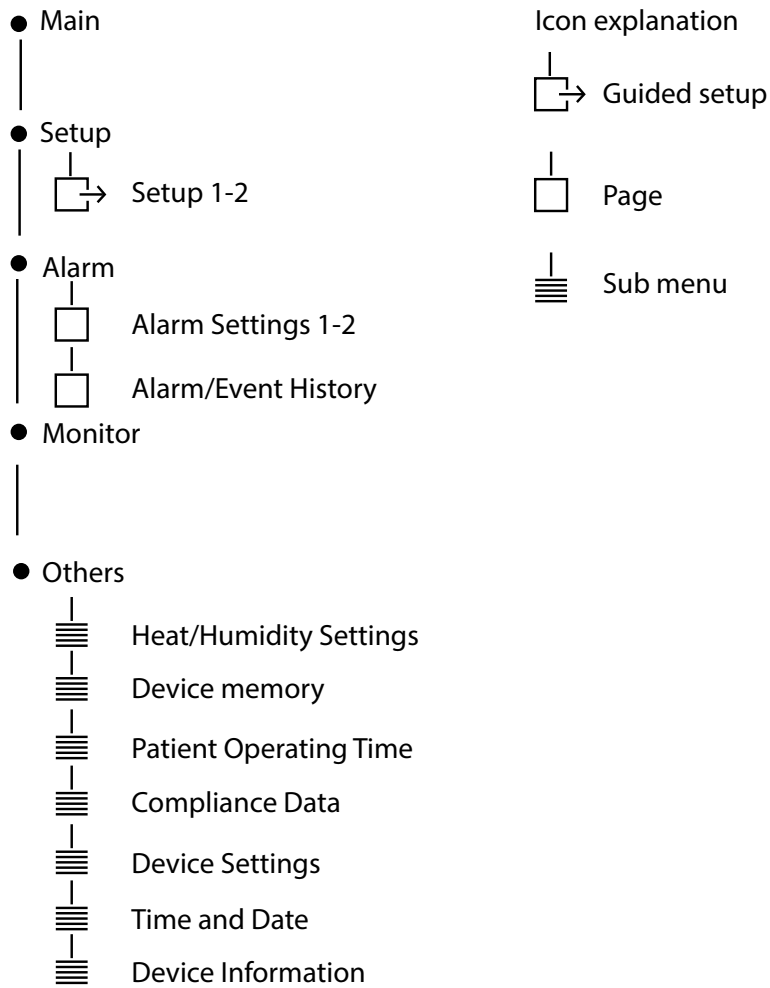 Main
Setup
Setup 1-2
Alarm
Alarm Settings 1-2
Alarm/Event History
Monitor
Others
Heat/Humidity Settings
Device memory
Patient Operating Time
Compliance Data
Device Settings
Time and Date
Device Information
Icon explanation
Guided setup
Page
Sub menu